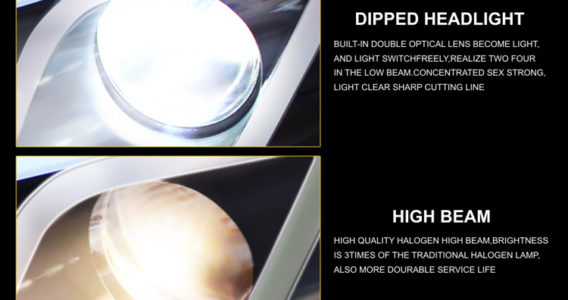 DIPPED HEADLIGHT
BUILT-IN DOUBLE OPTICAL LENS BECOME LIGHT,
AND LIGHT SWITCHFREELY,REALIZE TWO FOUR
IN THE LOW BEAM.CONCENTRATED SEX STRONG,
LIGHT CLEAR SHARP CUTTING LINE
HIGH BEAM
HIGH QUALITY HALOGEN HIGH BEAM,BRIGHTNESS
IS 3TIMES OF THE TRADITIONAL HALOGEN LAMP,
ALSO MORE DOURABLE SERVICE LIFE